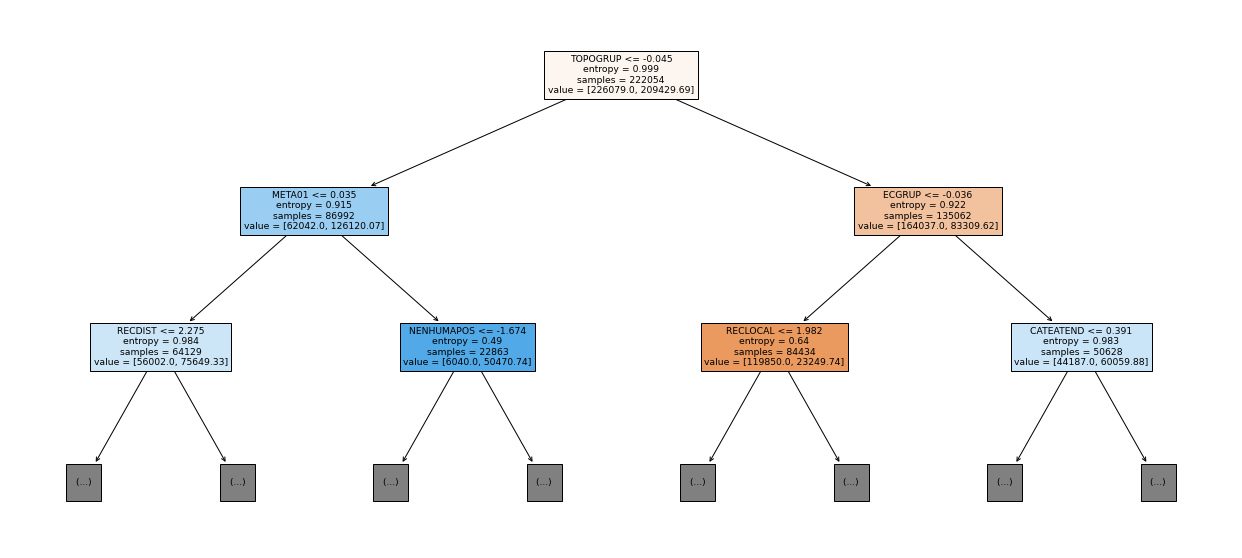 TOPOGRUP <= -0.045
entropy = 0.999
samples = 222054
value = [226079.0, 209429.69]
META01 <= 0.035
entropy = 0.915
samples = 86992
value = [62042.0, 126120.07]
ECGRUP <= -0.036
entropy = 0.922
samples = 135062
value = [164037.0, 83309.62]
RECDIST <= 2.275
entropy = 0.984
samples = 64129
value = [56002.0, 75649.33]
NENHUMAPOS <= -1.674
entropy = 0.49
samples = 22863
value = [6040.0, 50470.74]
RECLOCAL <= 1.982
entropy = 0.64
samples = 84434
value = [119850.0, 23249.74]
CATEATEND <= 0.391
entropy = 0.983
samples = 50628
value = [44187.0, 60059.88]
(...)
(...)
(...)
(...)
(...)
(...)
(...)
(...)